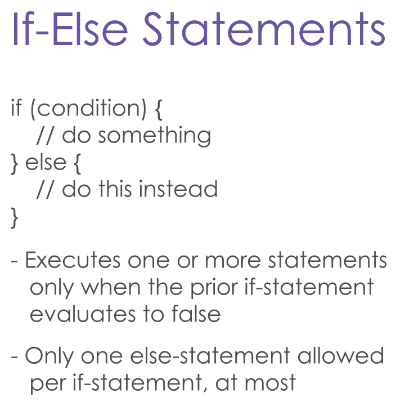 If-Else Statements
if (condition) {
// do something
} else {
// do this instead
}
- Executes one or more statements
only when the prior if-statement
evaluates to false
- Only one else-statement allowed
per if-statement, at most